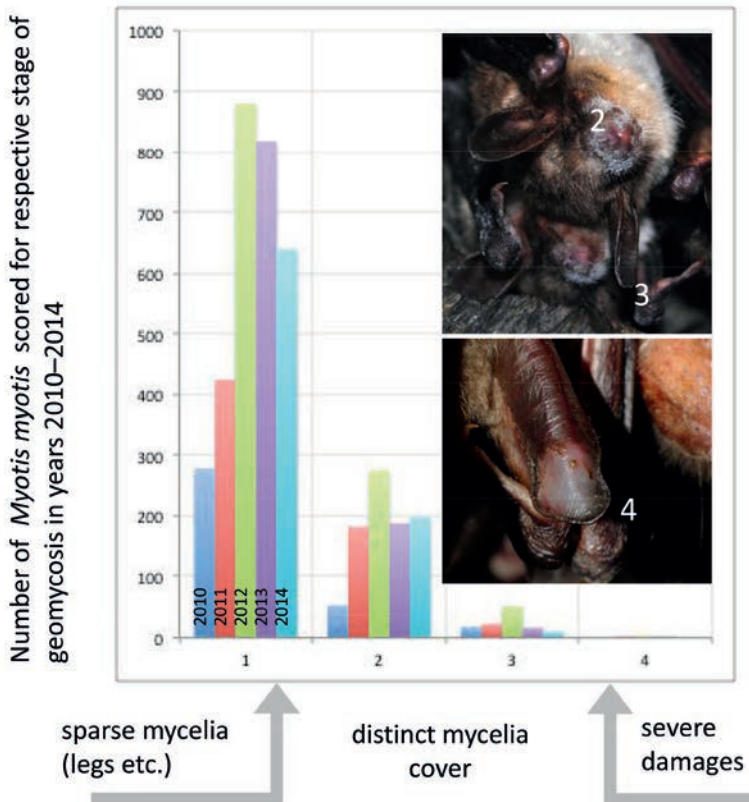 Number of Myotis myotis scored for respective stage of
geomycosis in years 2010–2014
1000
900
800
700
600
500
400
300
200
100
0
2010
2011
2012
2013
2014
2
3
4
1
2
3
4
sparse mycelia
(legs etc.)
distinct mycelia
cover
severe
damages